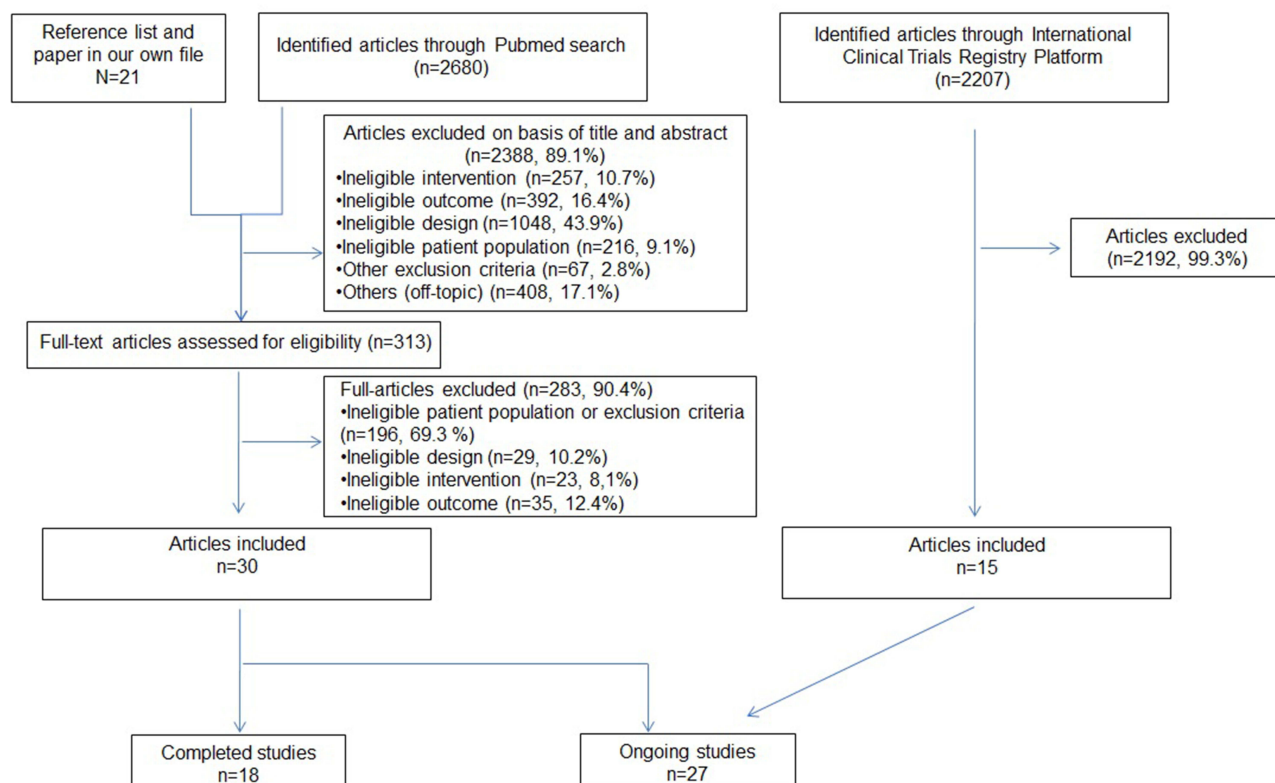 Reference list and
paper in our own file
N=21
Identified articles through Pubmed search
(n=2680)
Identified articles through International
Clinical Trials Registry Platform
(n=2207)
Articles excluded on basis of title and abstract
(n=2388, 89.1%)
•Ineligible intervention (n=257, 10.7%)
•Ineligible outcome (n=392, 16.4%)
•Ineligible design (n=1048, 43.9%)
•Ineligible patient population (n=216, 9.1%)
•Other exclusion criteria (n=67, 2.8%)
•Others (off-topic) (n=408, 17.1%)
Articles excluded
(n=2192, 99.3%)
Full-text articles assessed for eligibility (n=313)
Full-articles excluded (n=283, 90.4%)
•Ineligible patient population or exclusion criteria
(n=196, 69.3 %)
•Ineligible design (n=29, 10.2%)
•Ineligible intervention (n=23, 8,1%)
•Ineligible outcome (n=35, 12.4%)
Articles included
n=30
Articles included
n=15
Completed studies
n=18
Ongoing studies
n=27